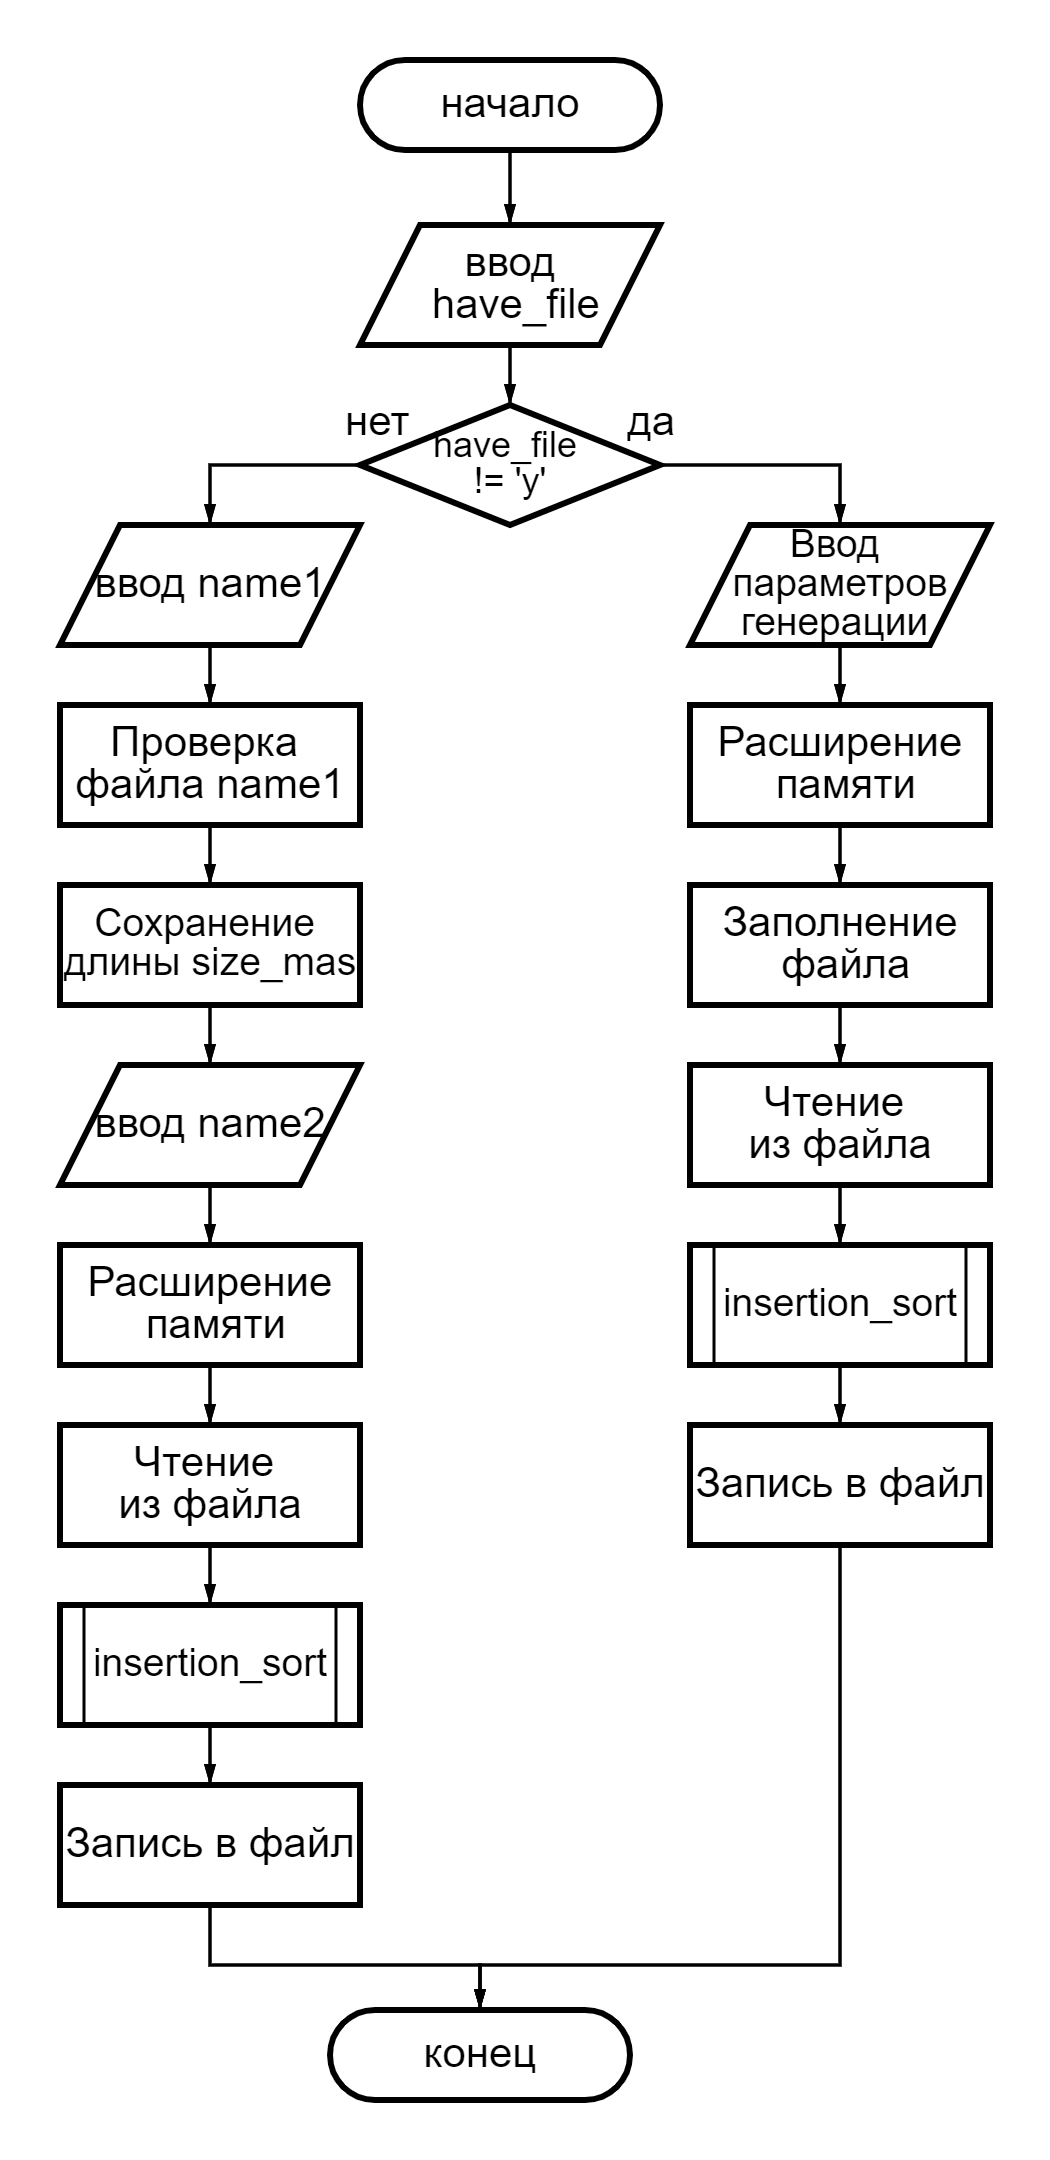 начало
ввод
have_file
нет
да
have_file
!= 'y'
ввод name1
Проверка
файла name1
Сохранение
длины size_mas
ввод name2
Расширение
памяти
Чтение
из файла
insertion_sort
Запись в файл
Ввод
параметров
генерации
Расширение
памяти
Заполнение
файла
Чтение
из файла
insertion_sort
Запись в файл
конец